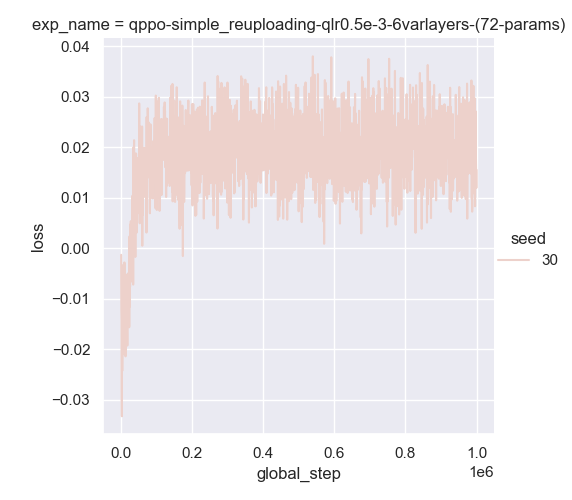 exp_name = qppo-simple_reuploading-qlr0.5e-3-6varlayers-(72-params)
0.04
0.03
0.02
0.01
0.00
−0.01
−0.02
−0.03
loss
0.0 0.2 0.4 0.6 0.8 1.0
1e6
global_step
seed
30